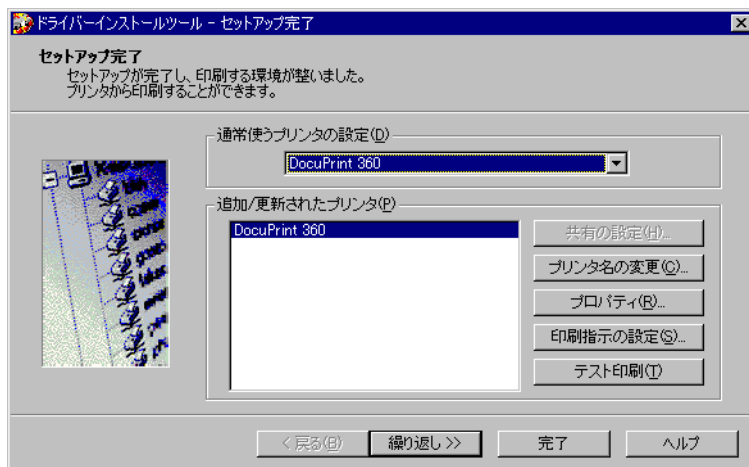 ドライバーインストールツール - セットアップ完了
セットアップ完了
セットアップが完了し、印刷する環境が整いました。
プリンタから印刷することができます。
通常使うプリンタの設定(D)
DocuPrint 360
追加/更新されたプリンタ(P)
DocuPrint 360
共有の設定(H)...
プリンタ名の変更(C)...
プロパティ(R)...
印刷指示の設定(S)...
テスト印刷(T)
< 戻る(B)
繰り返し >>
完了
ヘルプ